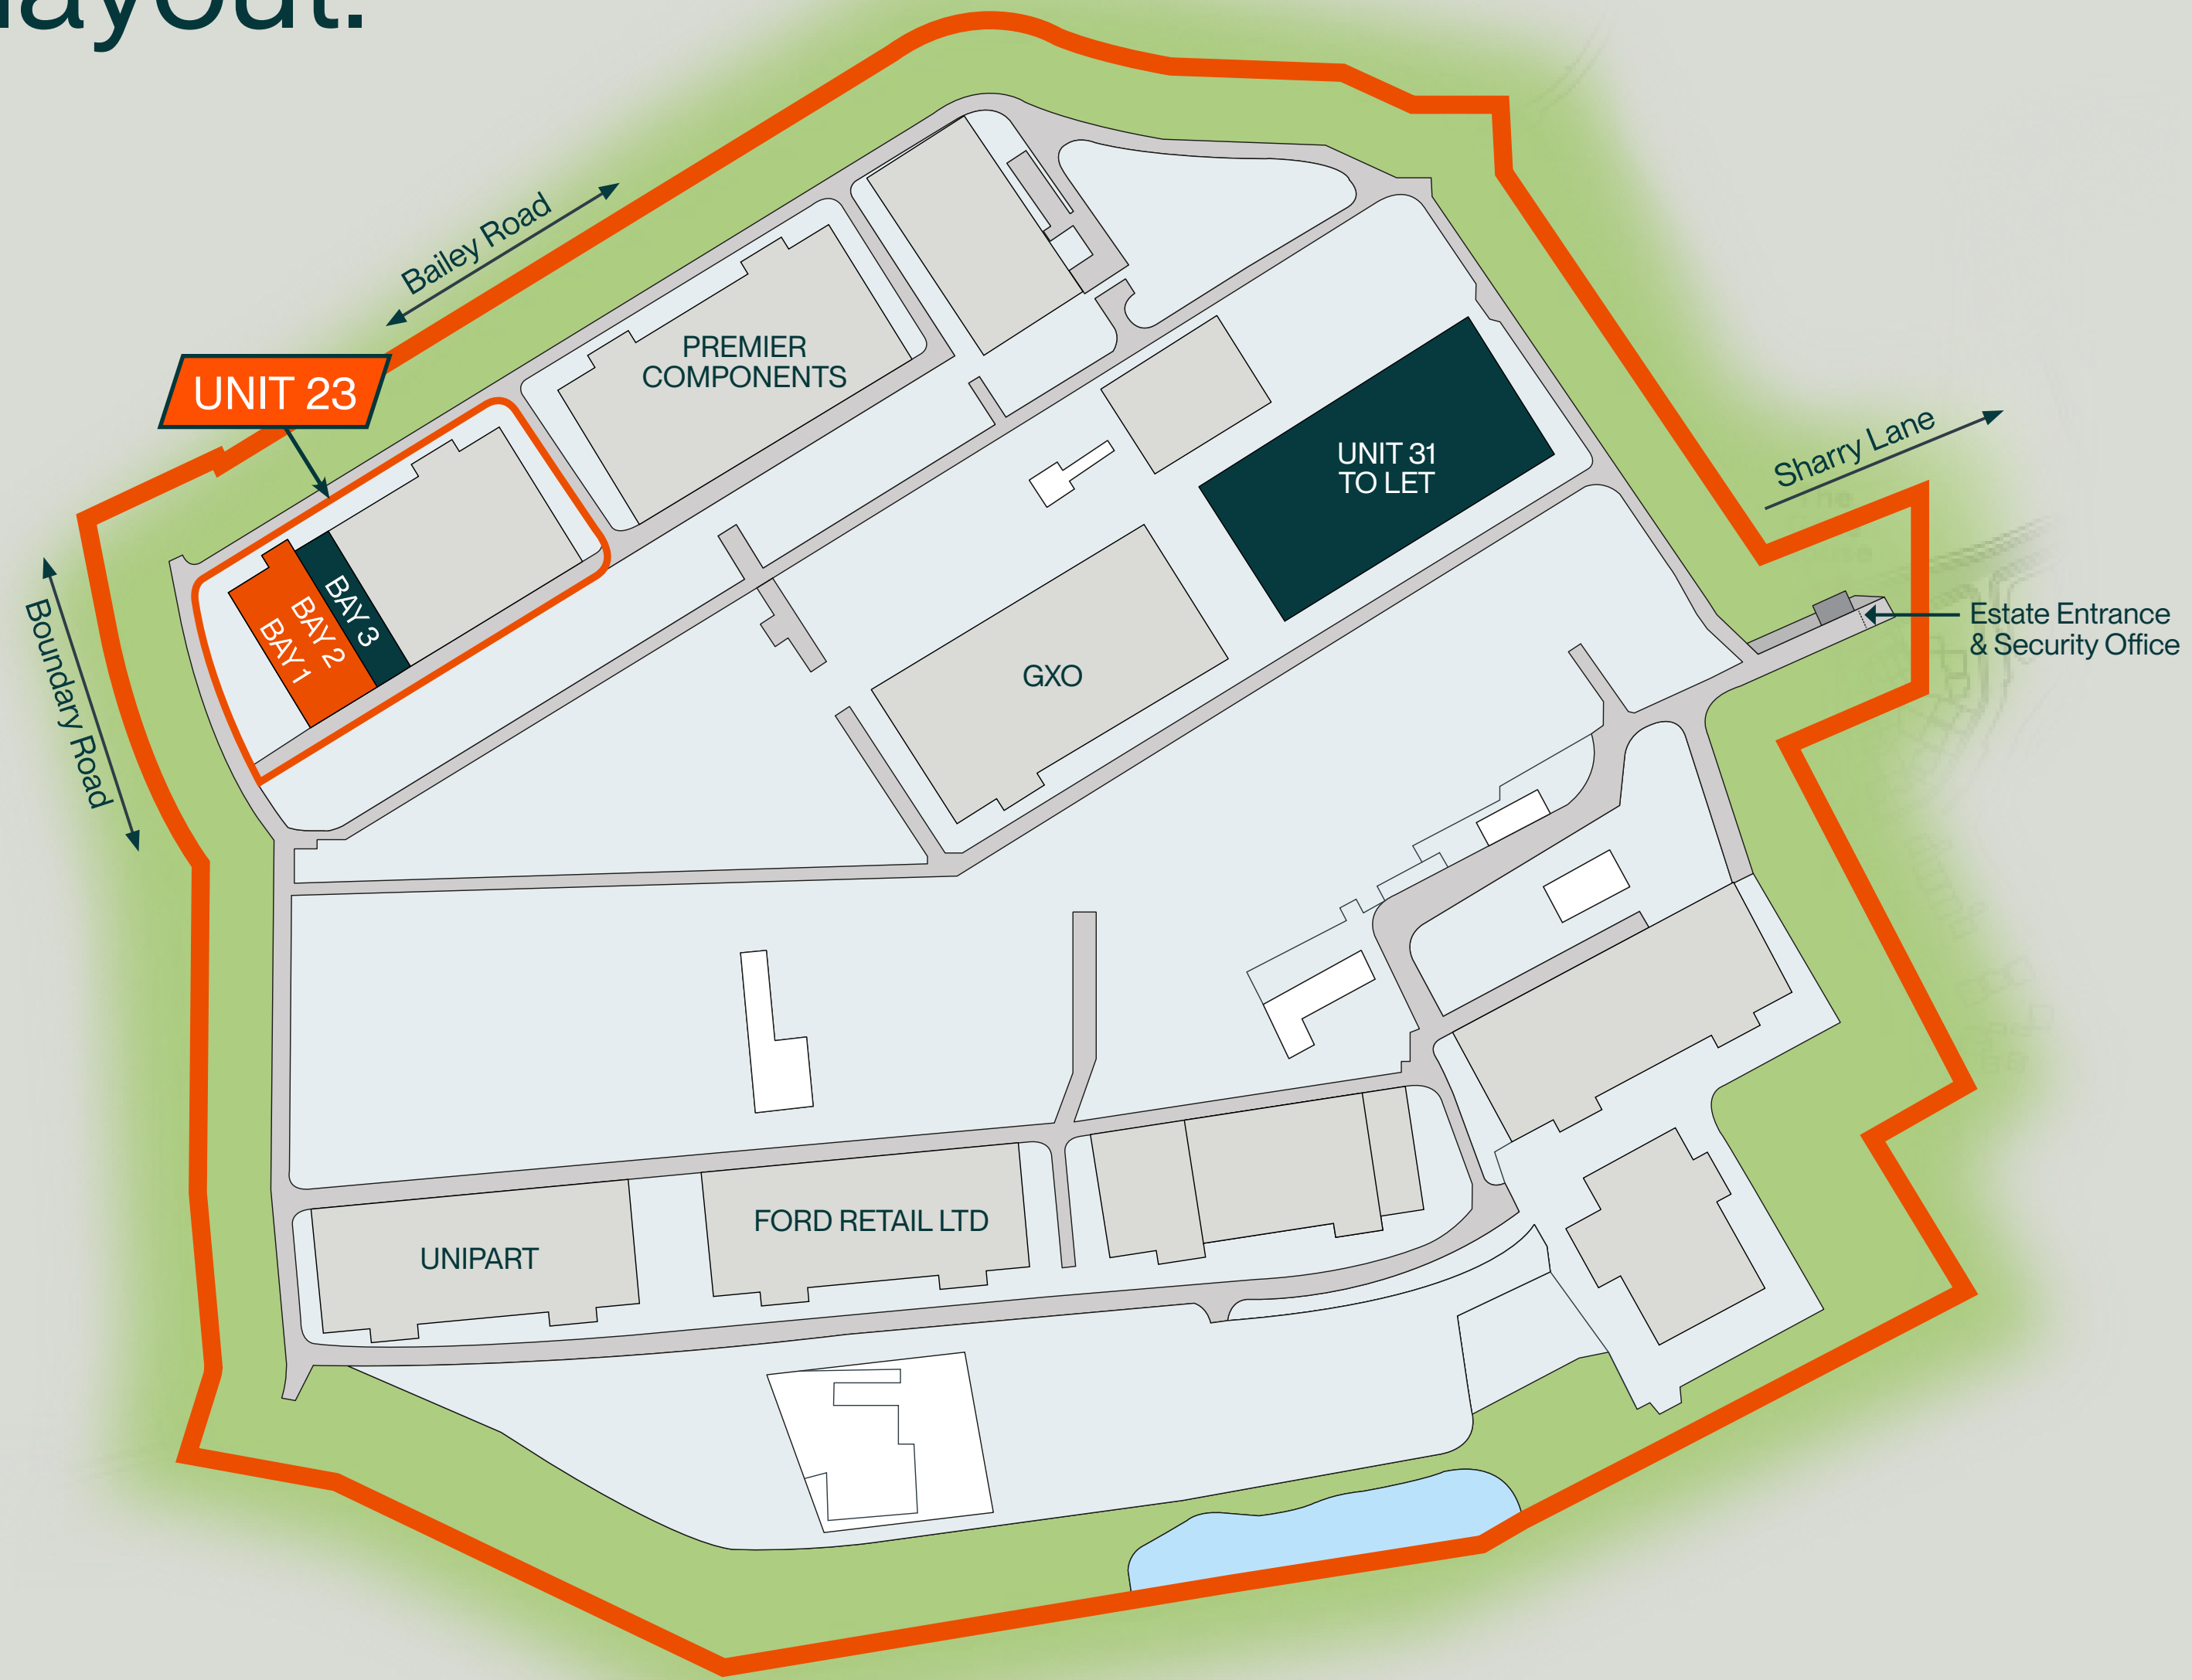 layout.
Bailey Road
PREMIER
COMPONENTS
UNIT 23
UNIT 31
TO LET
Sharry Lane
BAY 3
BAY 2
BAY 1
Boundary Road
Estate Entrance
& Security Office
GXO
FORD RETAIL LTD
UNIPART